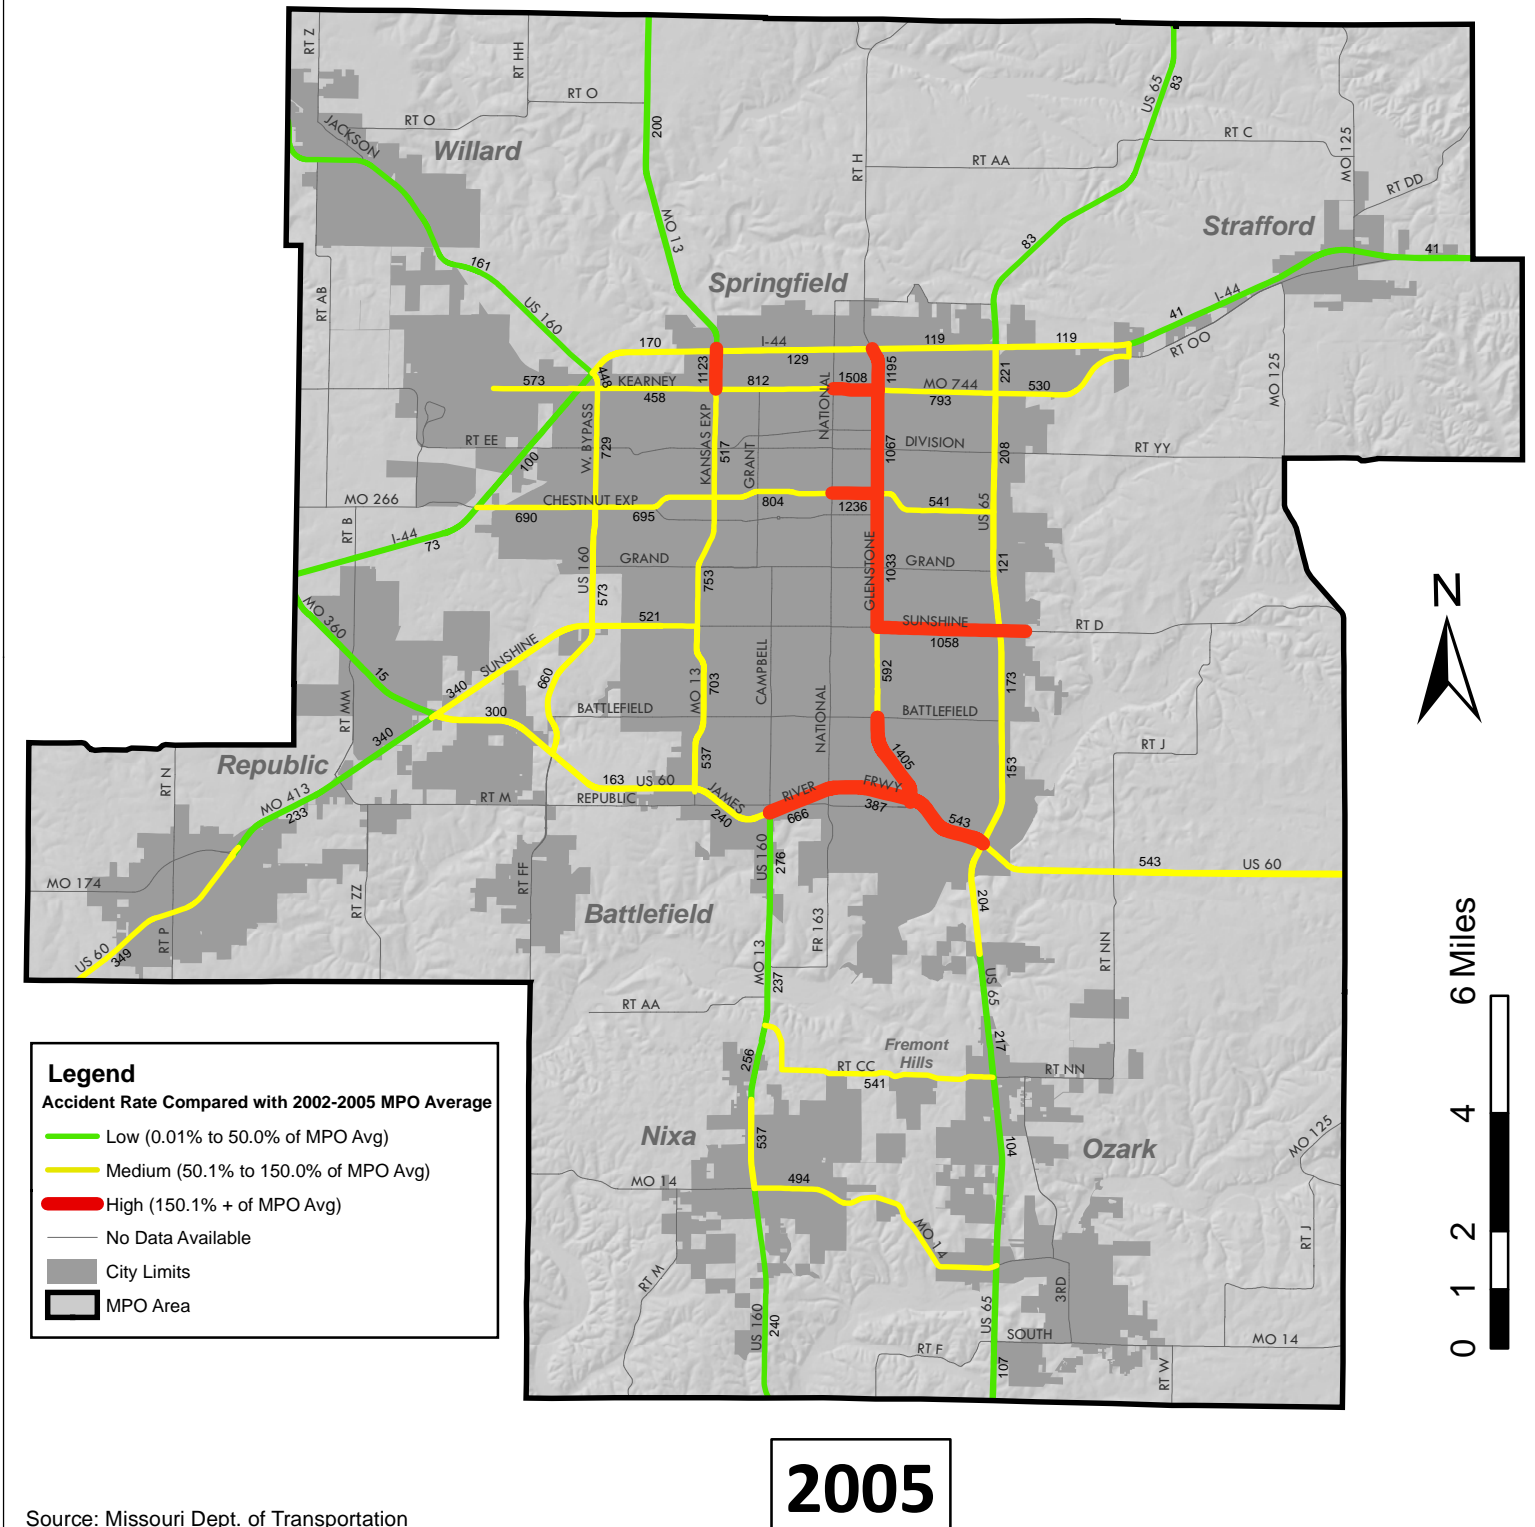 RT Z
RT HH
RT O
RT O
JACKSON
Willard
200
MO 13
RT H
RT AA
RT C
US 65
83
83
MO 125
RT DD
Strafford
41
41
I-44
RT OO
MO 125
RT AB
161
US 160
Springfield
170
I-44
129
119
119
573
448
KEARNEY
458
1123
812
NATIONAL
1508
1195
MO 744
793
221
530
RT EE
100
W. BYPASS
729
KANSAS EXP
517
GRANT
1067
DIVISION
208
RT YY
MO 266
CHESTNUT EXP
690
695
804
1236
541
US 65
RT B
I-44
73
US 160
573
GRAND
753
GLENSTONE
1033
GRAND
121
MO 360
15
SUNSHINE
340
521
SUNSHINE
1058
RT D
660
CAMPBELL
592
173
RT MM
340
300
BATTLEFIELD
MO 13
703
NATIONAL
BATTLEFIELD
RT J
Republic
RT N
MO 413
233
537
1405
153
163
US 60
RT M
REPUBLIC
JAMES
240
RIVER
666
FRWY
387
543
543
US 60
MO 174
RT ZZ
RT FF
US 160
276
204
Battlefield
RT P
US 60
349
FR 163
MO 13
237
US 65
RT NN
RT AA
217
256
RT CC
541
Fremont
Hills
RT NN
Nixa
537
104
Ozark
MO 125
MO 14
494
MO 14
RT J
RT M
US 160
240
US 65
3RD
SOUTH
MO 14
RT F
107
RT W
N
6 Miles
4
2
1
0
Legend
Accident Rate Compared with 2002-2005 MPO Average
Low (0.01% to 50.0% of MPO Avg)
Medium (50.1% to 150.0% of MPO Avg)
High (150.1% + of MPO Avg)
No Data Available
City Limits
MPO Area
2005
Source: Missouri Dept. of Transportation